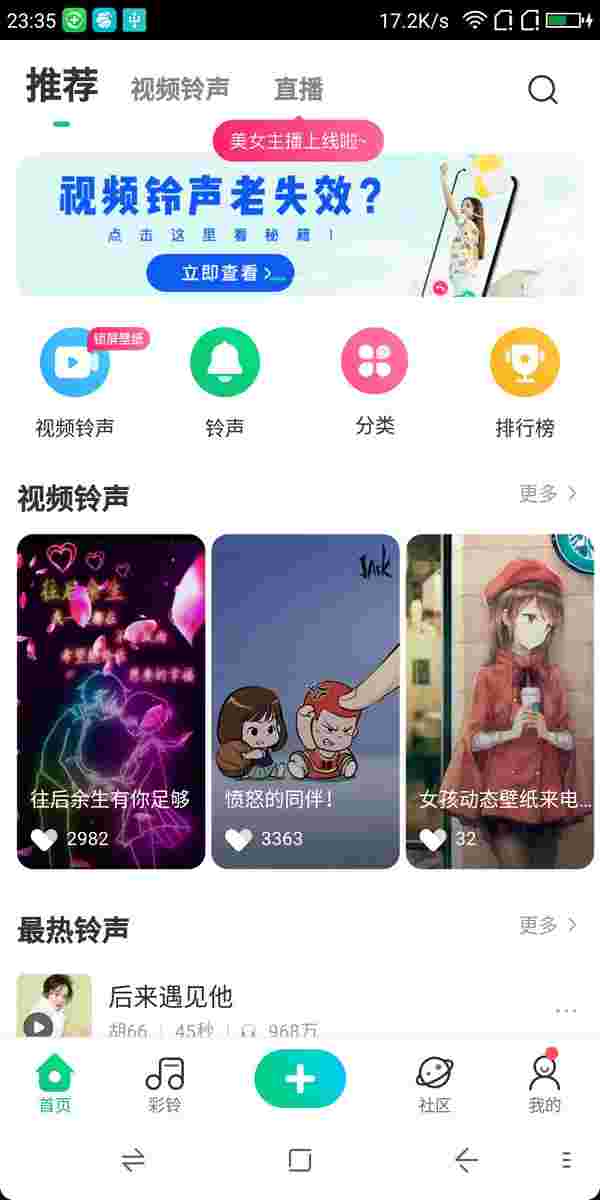 23:35
17.2K/s
推荐
视频铃声
直播
美女主播上线啦~
视频铃声老失效？
点击这里看秘籍！
立即查看
锁屏壁纸
视频铃声
铃声
分类
排行榜
视频铃声
更多
往后余生
往后余生有你足够
2982
愤怒的同伴！
3363
女孩动态壁纸来电...
32
最热铃声
更多
后来遇见他
胡66
45秒
968万
首页
彩铃
社区
我的